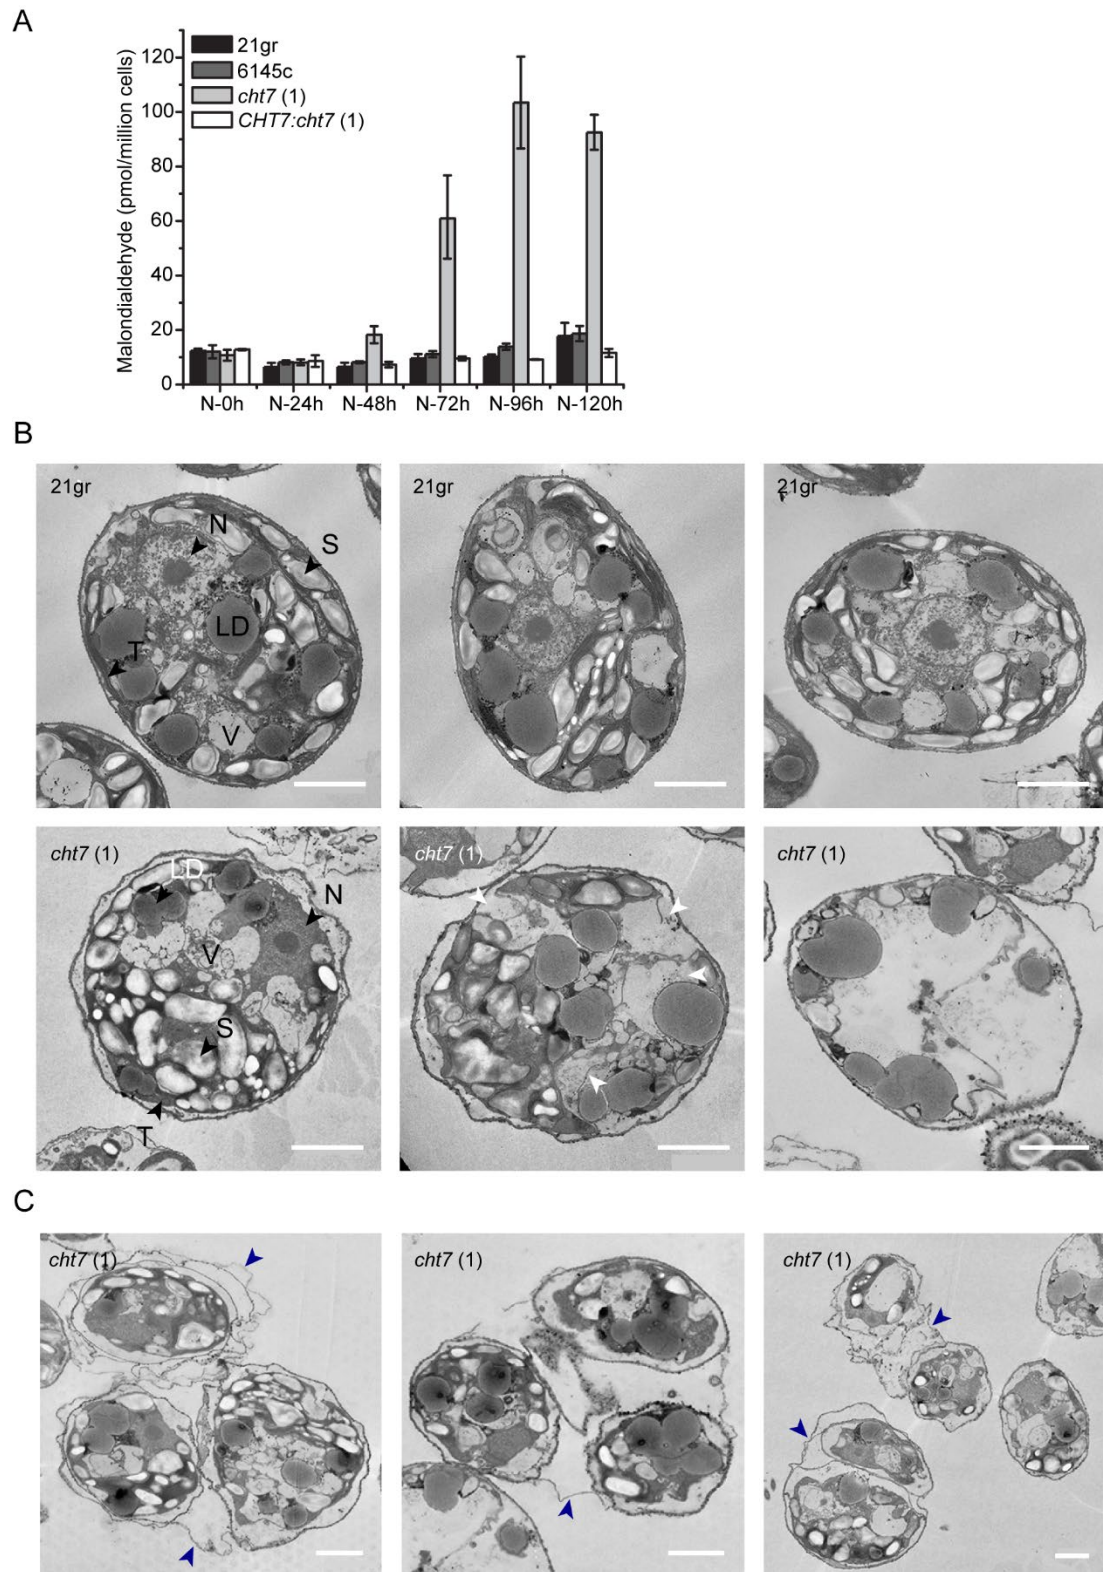 A
Malondialdehyde (pmol/million cells)
120
100
80
60
40
20
0
21gr
6145c
cht7 (1)
CHT7:cht7 (1)
N-0h N-24h N-48h N-72h N-96h N-120h
B
21gr
N
S
LD
T
V
21gr
21gr
cht7 (1)
LD
N
V
S
T
cht7 (1)
cht7 (1)
C
cht7 (1)
cht7 (1)
cht7 (1)